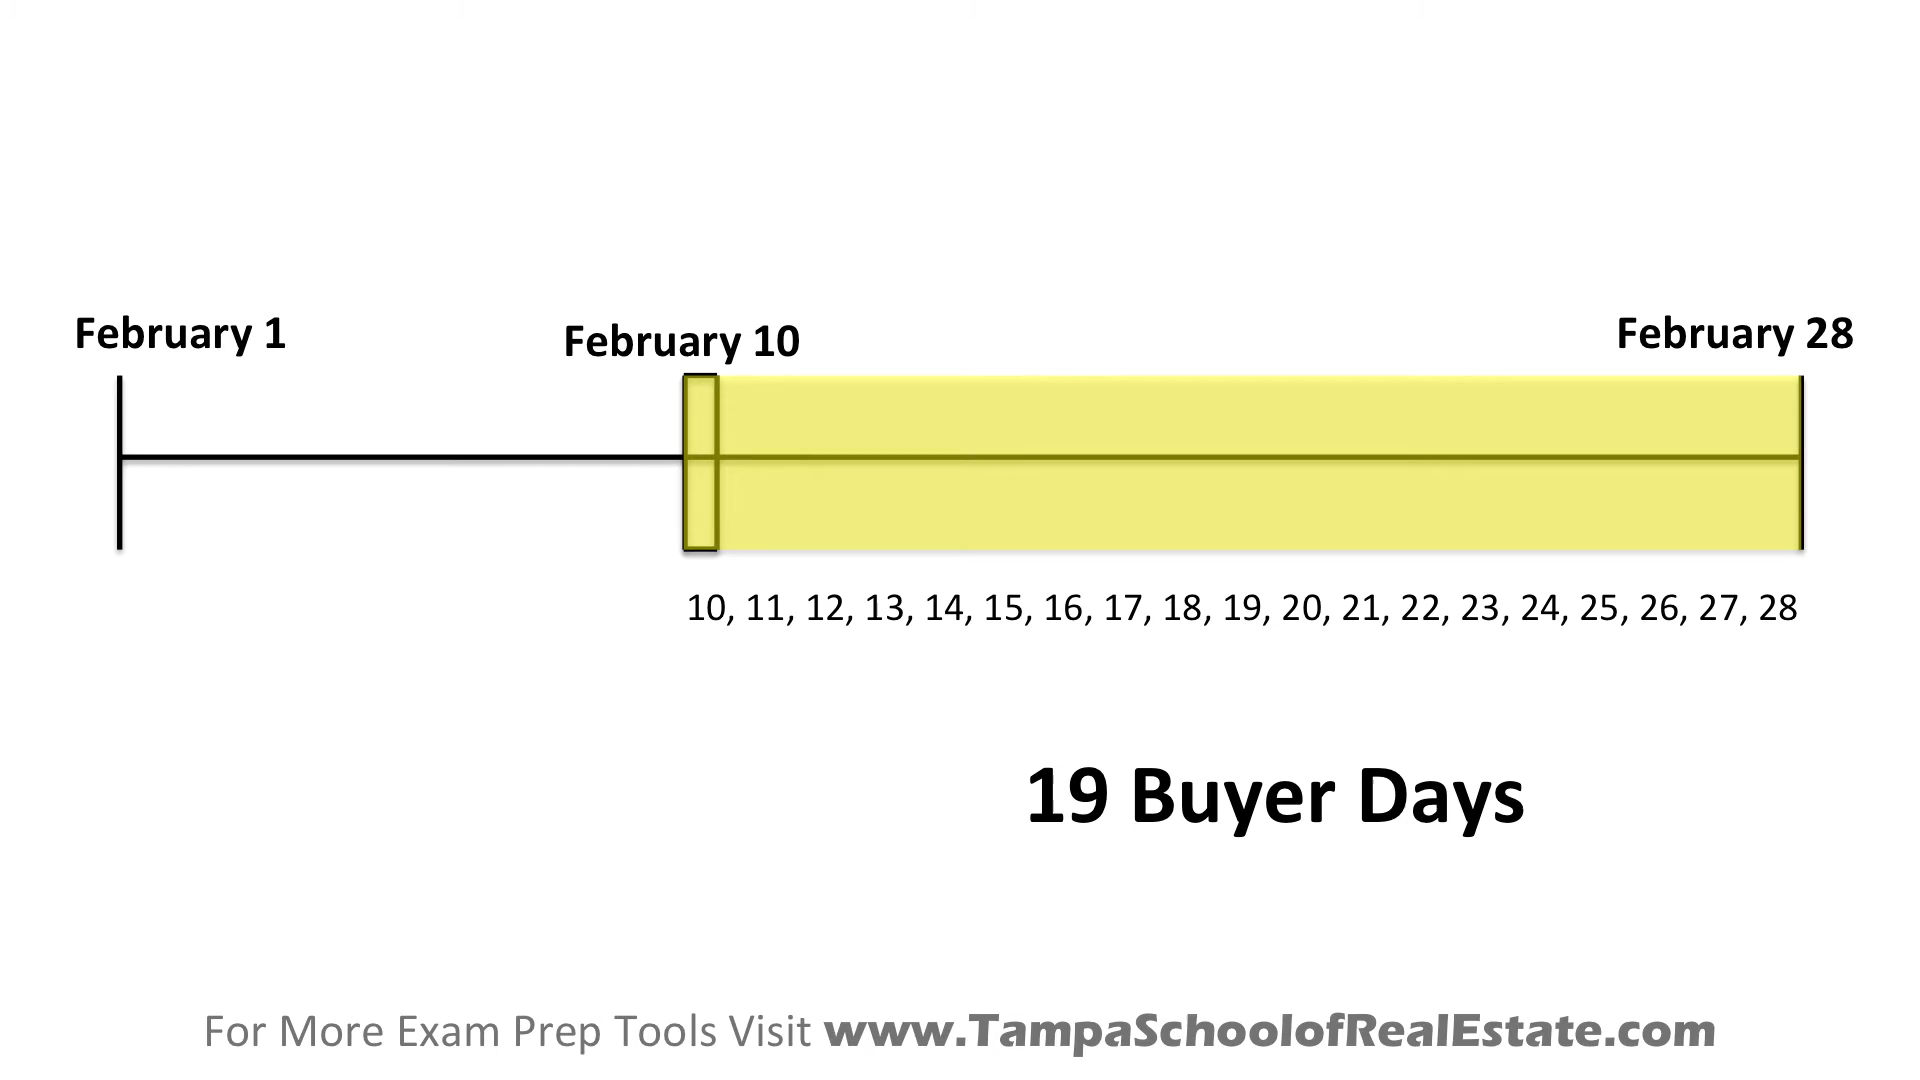 February 1
February 10
February 28
10, 11, 12, 13, 14, 15, 16, 17, 18, 19, 20, 21, 22, 23, 24, 25, 26, 27, 28
19 Buyer Days
For More Exam Prep Tools Visit www.TampaSchoolofRealEstate.com